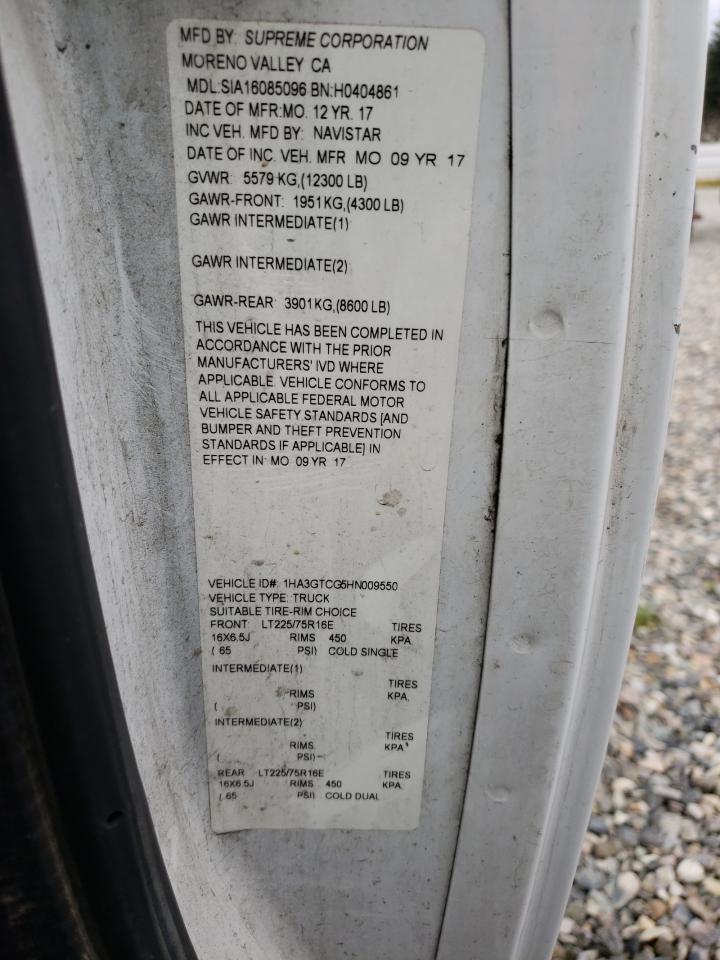 MFD BY: SUPREME CORPORATION
MORENO VALLEY CA
MDL:SIA16085096 BN:H0404861
DATE OF MFR:MO. 12 YR. 17
INC VEH. MFD BY: NAVISTAR
DATE OF INC. VEH. MFR MO 09 YR 17
GVWR: 5579 KG,(12300 LB)
GAWR-FRONT: 1951KG,(4300 LB)
GAWR INTERMEDIATE(1)
GAWR INTERMEDIATE(2)
GAWR-REAR: 3901KG,(8600 LB)
THIS VEHICLE HAS BEEN COMPLETED IN
ACCORDANCE WITH THE PRIOR
MANUFACTURERS' IVD WHERE
APPLICABLE. VEHICLE CONFORMS TO
ALL APPLICABLE FEDERAL MOTOR
VEHICLE SAFETY STANDARDS [AND
BUMPER AND THEFT PREVENTION
STANDARDS IF APPLICABLE] IN
EFFECT IN: MO 09 YR 17
VEHICLE ID#: 1HA3GTCG5HN009550
VEHICLE TYPE: TRUCK
SUITABLE TIRE-RIM CHOICE
FRONT LT225/75R16E TIRES
16X6.5J RIMS 450 KPA.
( 65 PSI) COLD SINGLE
INTERMEDIATE(1)
TIRES
RIMS KPA.
( PSI)
INTERMEDIATE(2)
TIRES
RIMS KPA
( PSI)
REAR LT225/75R16E TIRES
16X6.5J RIMS 450 KPA.
( 65 PSI) COLD DUAL